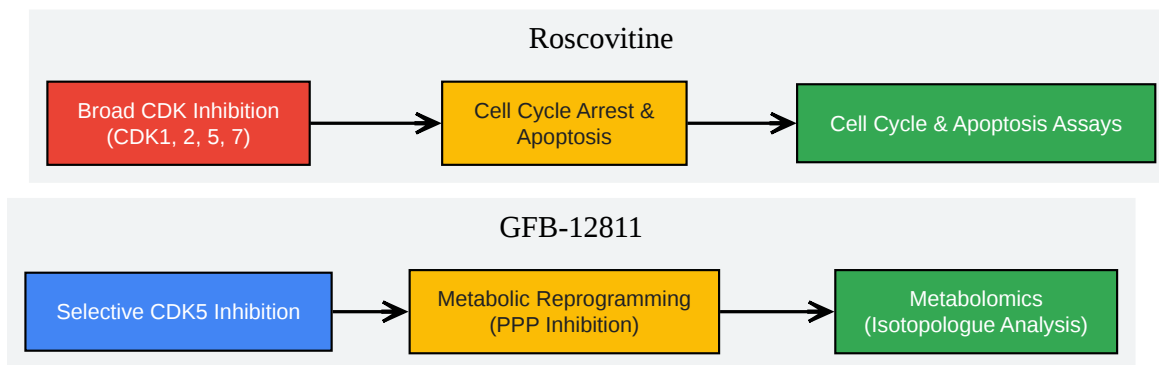 Roscovitine
Broad CDK Inhibition
(CDK1, 2, 5, 7)
Cell Cycle Arrest &
Apoptosis
Cell Cycle & Apoptosis Assays
GFB-12811
Selective CDK5 Inhibition
Metabolic Reprogramming
(PPP Inhibition)
Metabolomics
(Isotopologue Analysis)